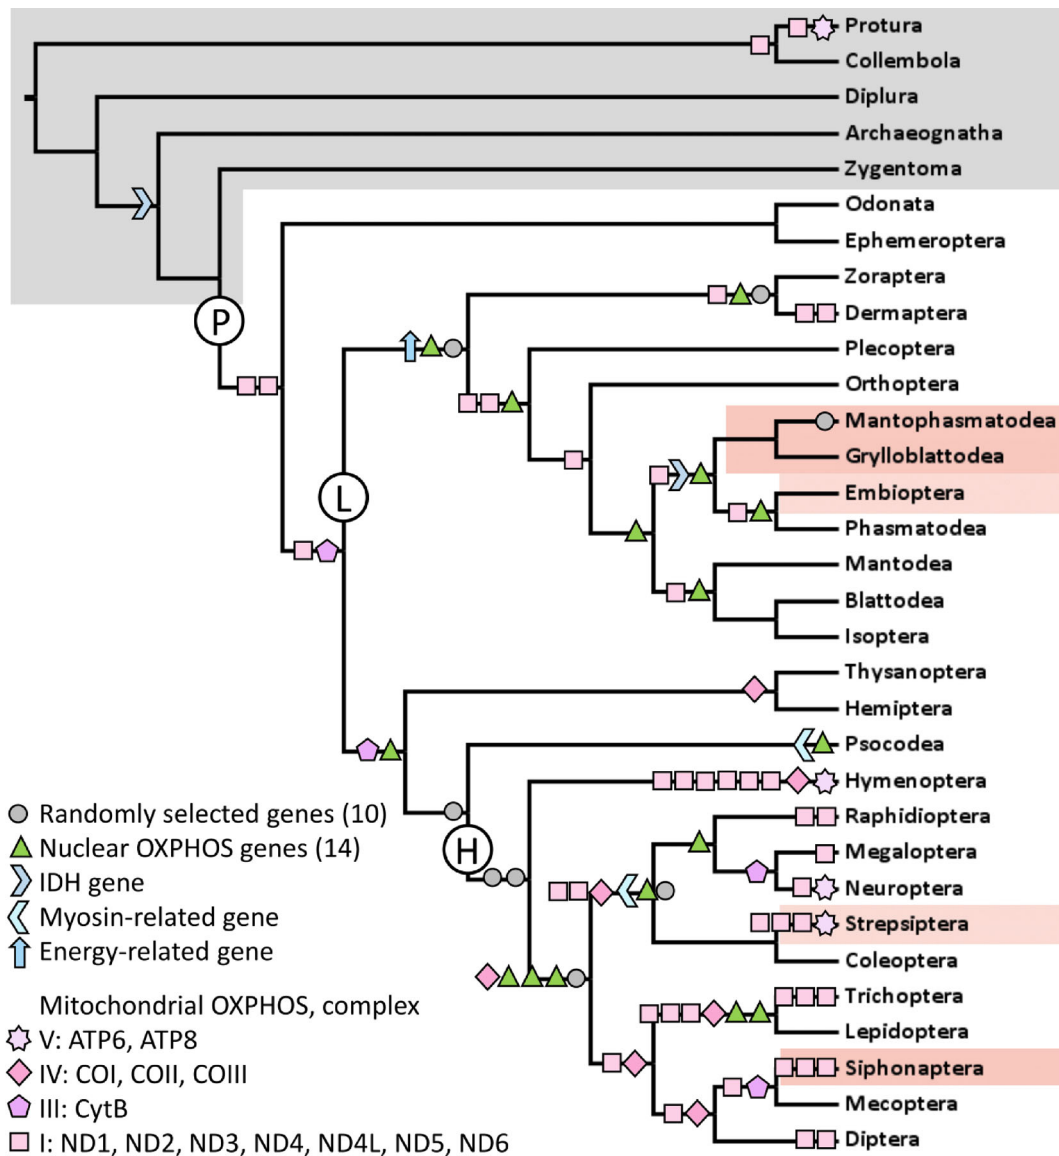 Protura
Collembola
Diplura
Archaeognatha
Zygentoma
Odonata
Ephemeroptera
Zoraptera
P
Dermaptera
Plecoptera
Orthoptera
Mantophasmatodea
Grylloblattodea
L
Embioptera
Phasmatodea
Mantodea
Blattodea
Isoptera
Thysanoptera
Hemiptera
Psocodea
Hymenoptera
Raphidioptera
H
Megaloptera
Neuroptera
Strepsiptera
Coleoptera
Trichoptera
Lepidoptera
Siphonaptera
Mecoptera
Diptera
Randomly selected genes (10)
Nuclear OXPHOS genes (14)
IDH gene
Myosin-related gene
Energy-related gene
Mitochondrial OXPHOS, complex
V: ATP6, ATP8
IV: COI, COII, COIII
III: CytB
I: ND1, ND2, ND3, ND4, ND4L, ND5, ND6